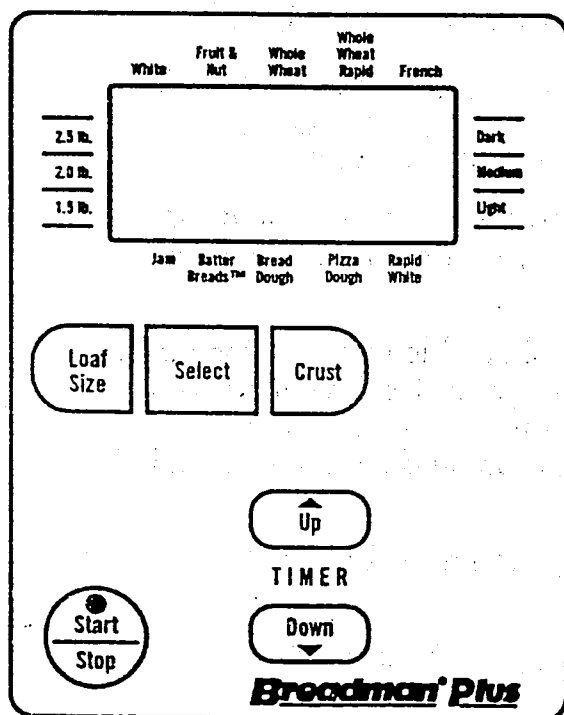 White
Fruit &
Nut
Whole
Wheat
Whole
Wheat
Rapid
French
2.5 lb.
2.0 lb.
1.5 lb.
Dark
Medium
Light
Jam
Batter
Breads™
Bread
Dough
Pizza
Dough
Rapid
White
Loaf
Size
Select
Crust
Up
TIMER
Down
Start
Stop
Breadman® Plus